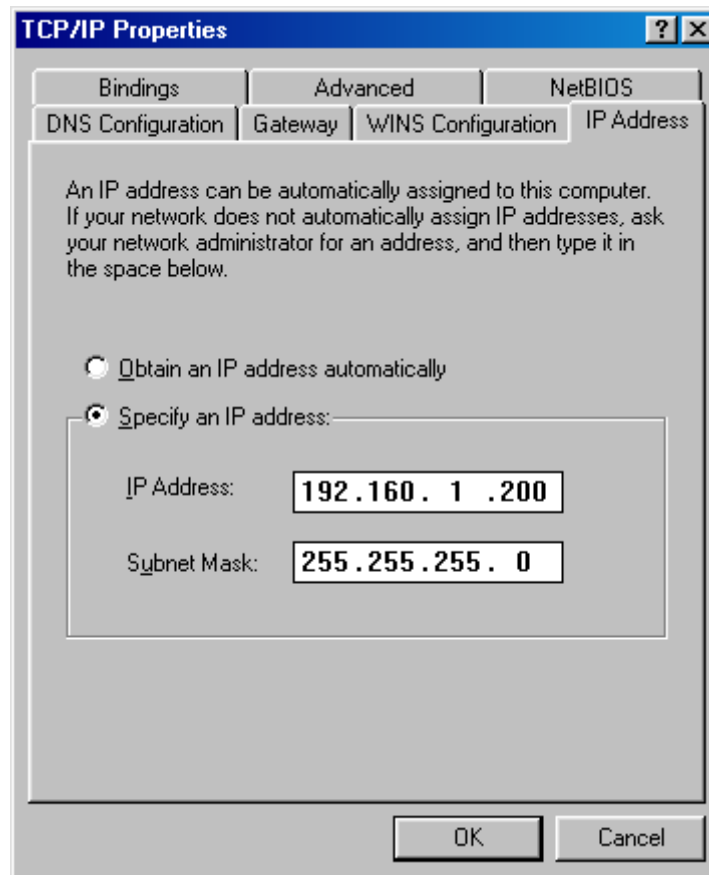 TCP/IP Properties
Bindings Advanced NetBIOS
DNS Configuration Gateway WINS Configuration IP Address
An IP address can be automatically assigned to this computer.
If your network does not automatically assign IP addresses, ask
your network administrator for an address, and then type it in
the space below.
Obtain an IP address automatically
Specify an IP address:
IP Address: 192.160. 1 .200
Subnet Mask: 255.255.255. 0
OK Cancel